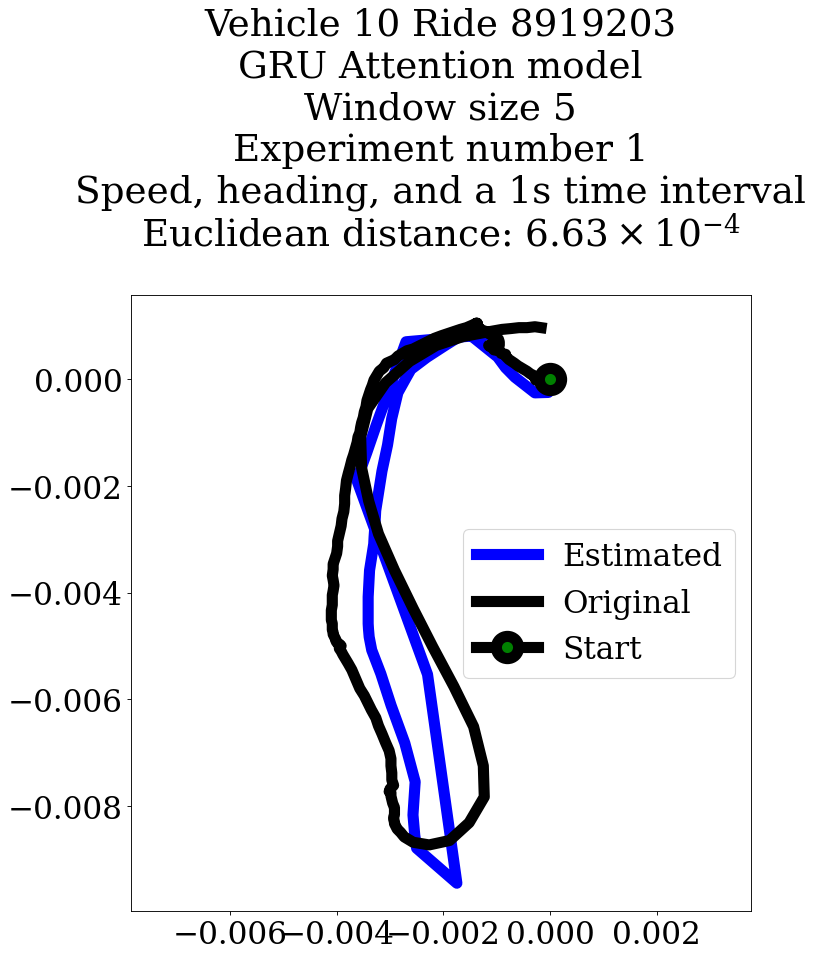 Vehicle 10 Ride 8919203
GRU Attention model
Window size 5
Experiment number 1
Speed, heading, and a 1s time interval
Euclidean distance: 6.63 × 10⁻⁴
0.000
−0.002
−0.004
−0.006
−0.008
Estimated
Original
Start
−0.006 −0.004 −0.002 0.000 0.002